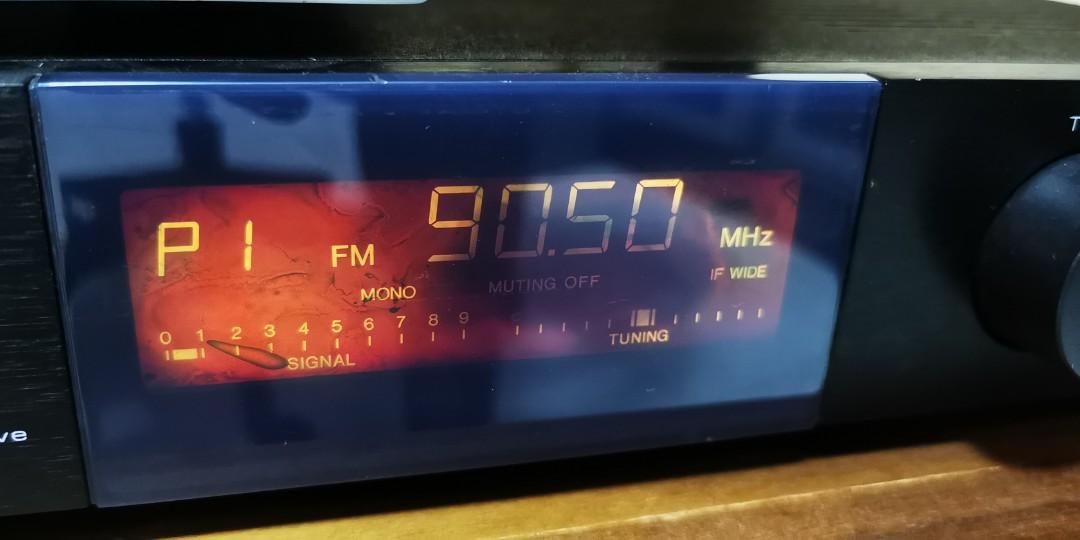 P1 FM 90.50 MHz
MONO MUTING OFF IF WIDE
0 1 2 3 4 5 6 7 8 9
SIGNAL TUNING